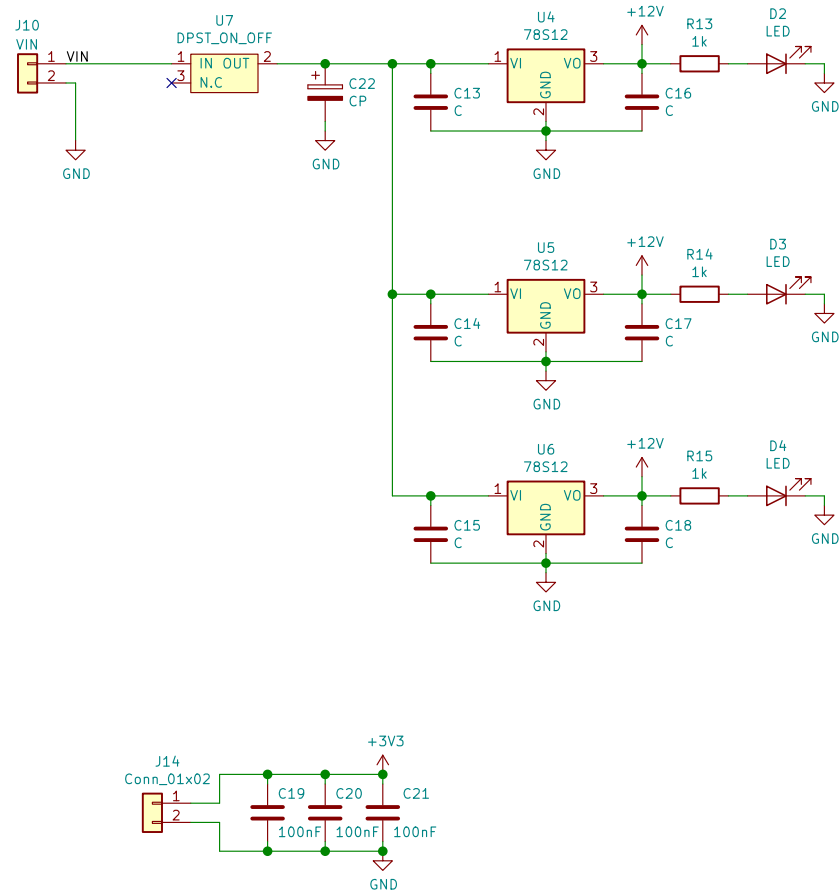 J10
VIN
1
VIN
2
GND
U7
DPST_ON_OFF
1
IN
OUT
2
3
N.C
+
C22
CP
GND
U4
78S12
1
VI
VO
3
GND
2
C13
C
GND
+12V
C16
C
R13
1k
D2
LED
GND
U5
78S12
1
VI
VO
3
GND
2
C14
C
GND
+12V
C17
C
R14
1k
D3
LED
GND
U6
78S12
1
VI
VO
3
GND
2
C15
C
GND
+12V
C18
C
R15
1k
D4
LED
GND
J14
Conn_01x02
1
2
+3V3
C19
100nF
C20
100nF
C21
100nF
GND